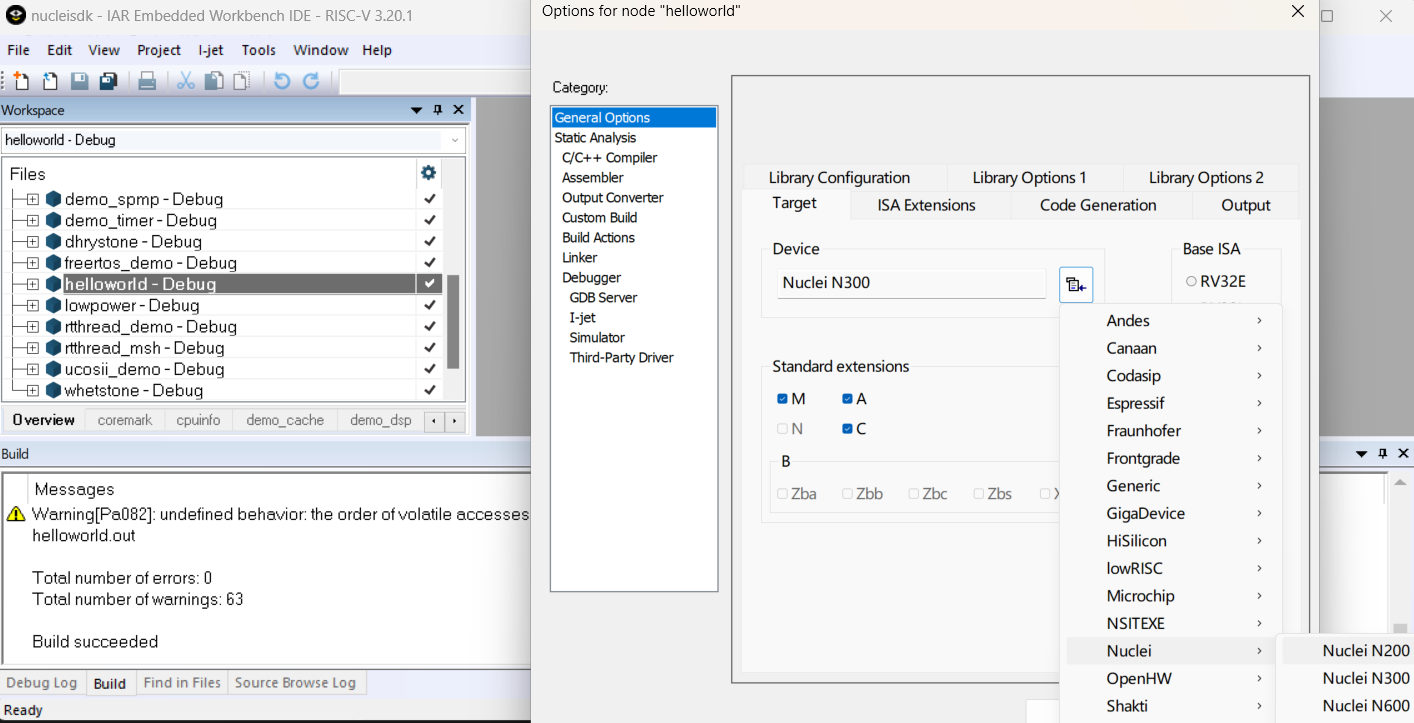 nucleisdk - IAR Embedded Workbench IDE - RISC-V 3.20.1
File Edit View Project I-jet Tools Window Help
Workspace
helloworld - Debug
Files
demo_spmp - Debug
demo_timer - Debug
dhrystone - Debug
freertos_demo - Debug
helloworld - Debug
lowpower - Debug
rtthread_demo - Debug
rtthread_msh - Debug
ucosii_demo - Debug
whetstone - Debug
Overview coremark cpuinfo demo_cache demo_dsp
Build
Messages
Warning[Pa082]: undefined behavior: the order of volatile accesses
helloworld.out
Total number of errors: 0
Total number of warnings: 63
Build succeeded
Debug Log Build Find in Files Source Browse Log
Ready
Options for node "helloworld"
Category:
General Options
Static Analysis
C/C++ Compiler
Assembler
Output Converter
Custom Build
Build Actions
Linker
Debugger
GDB Server
I-jet
Simulator
Third-Party Driver
Library Configuration Library Options 1 Library Options 2
Target ISA Extensions Code Generation Output
Device
Nuclei N300
Base ISA
RV32E
Standard extensions
M A
N C
B
Zba Zbb Zbc Zbs
Andes
Canaan
Codasip
Espressif
Fraunhofer
Frontgrade
Generic
GigaDevice
HiSilicon
lowRISC
Microchip
NSITEXE
Nuclei
OpenHW
Shakti
Nuclei N200
Nuclei N300
Nuclei N600